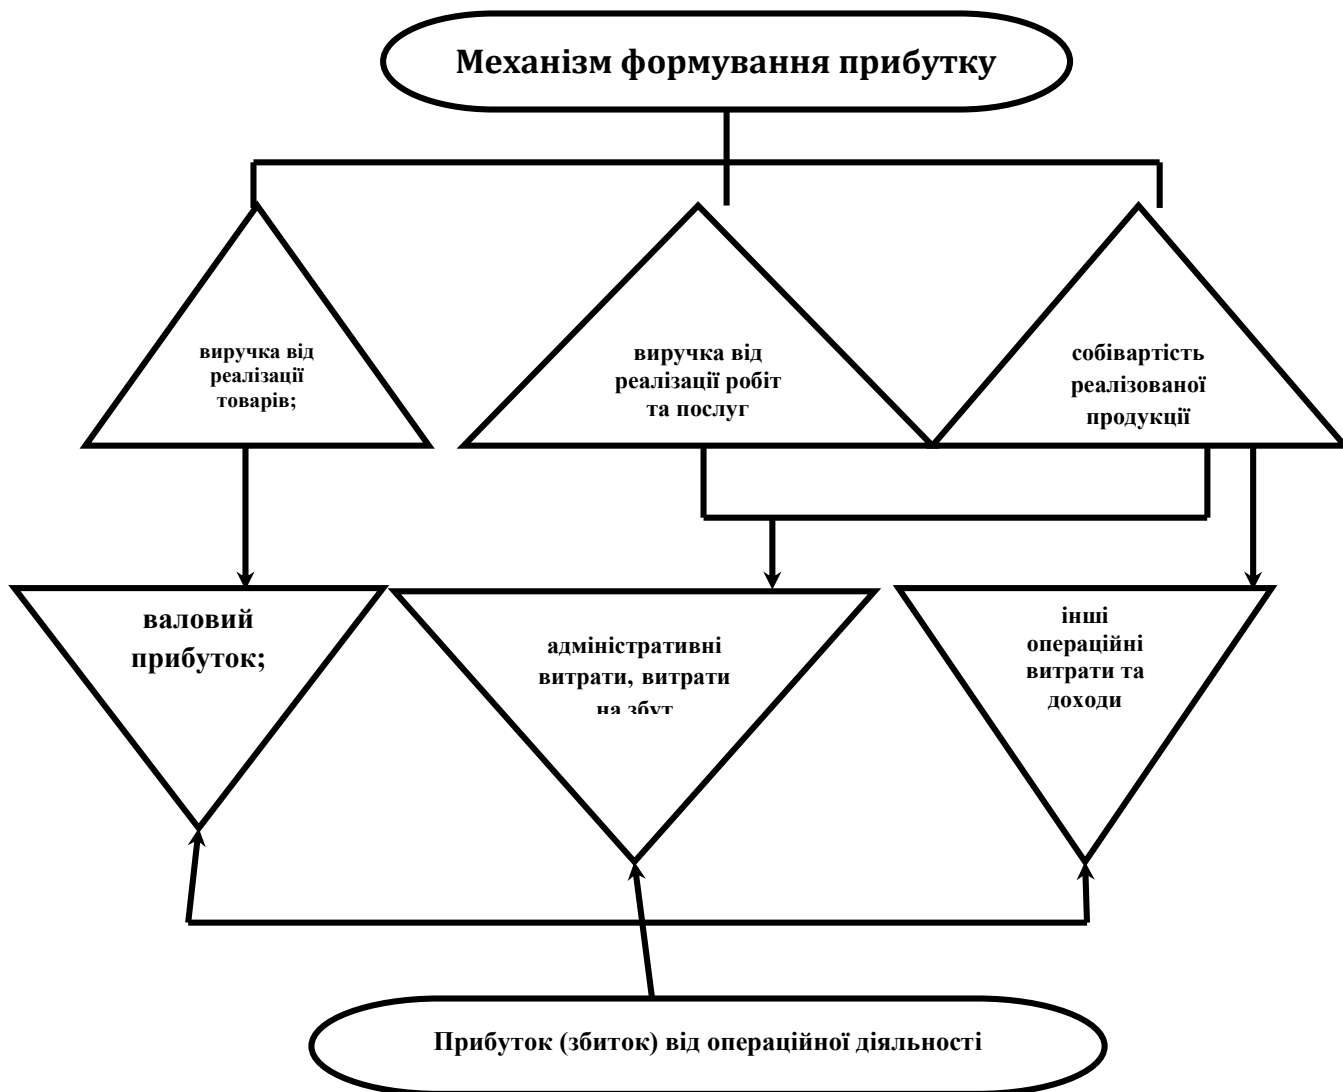 Механізм формування прибутку
виручка від
реалізації
товарів;
виручка від
реалізації робіт
та послуг
собівартість
реалізованої
продукції
валовий
прибуток;
адміністративні
витрати, витрати
на збут
інші
операційні
витрати та
доходи
Прибуток (збиток) від операційної діяльності